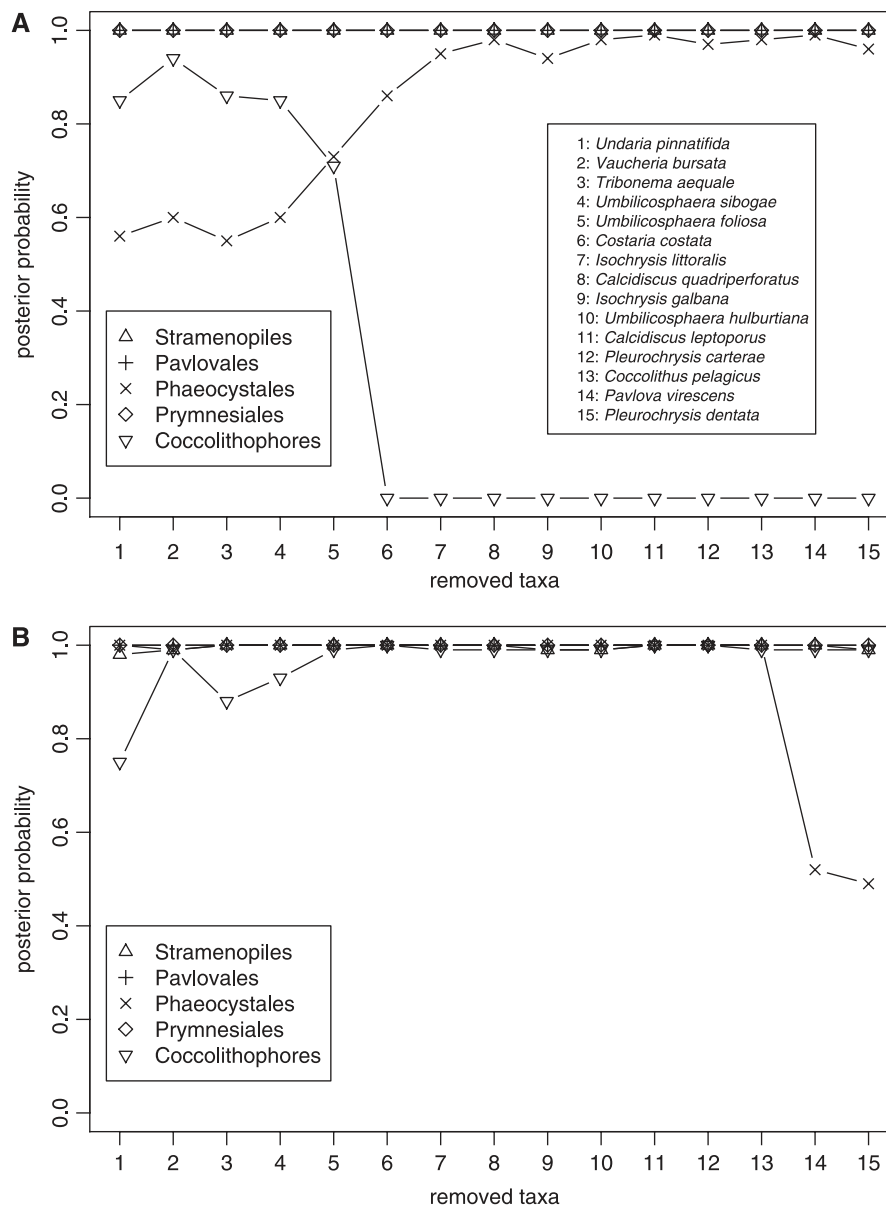 A
posterior probability
1.0
0.8
0.6
0.4
0.2
0.0
1: Undaria pinnatifida
2: Vaucheria bursata
3: Tribonema aequale
4: Umbilicosphaera sibogae
5: Umbilicosphaera foliosa
6: Costaria costata
7: Isochrysis littoralis
8: Calcidiscus quadriperforatus
9: Isochrysis galbana
10: Umbilicosphaera hulburtiana
11: Calcidiscus leptoporus
12: Pleurochrysis carterae
13: Coccolithus pelagicus
14: Pavlova virescens
15: Pleurochrysis dentata
Stramenopiles
Pavlovales
Phaeocystales
Prymnesiales
Coccolithophores
1 2 3 4 5 6 7 8 9 10 11 12 13 14 15
removed taxa
B
posterior probability
1.0
0.8
0.6
0.4
0.2
0.0
Stramenopiles
Pavlovales
Phaeocystales
Prymnesiales
Coccolithophores
1 2 3 4 5 6 7 8 9 10 11 12 13 14 15
removed taxa